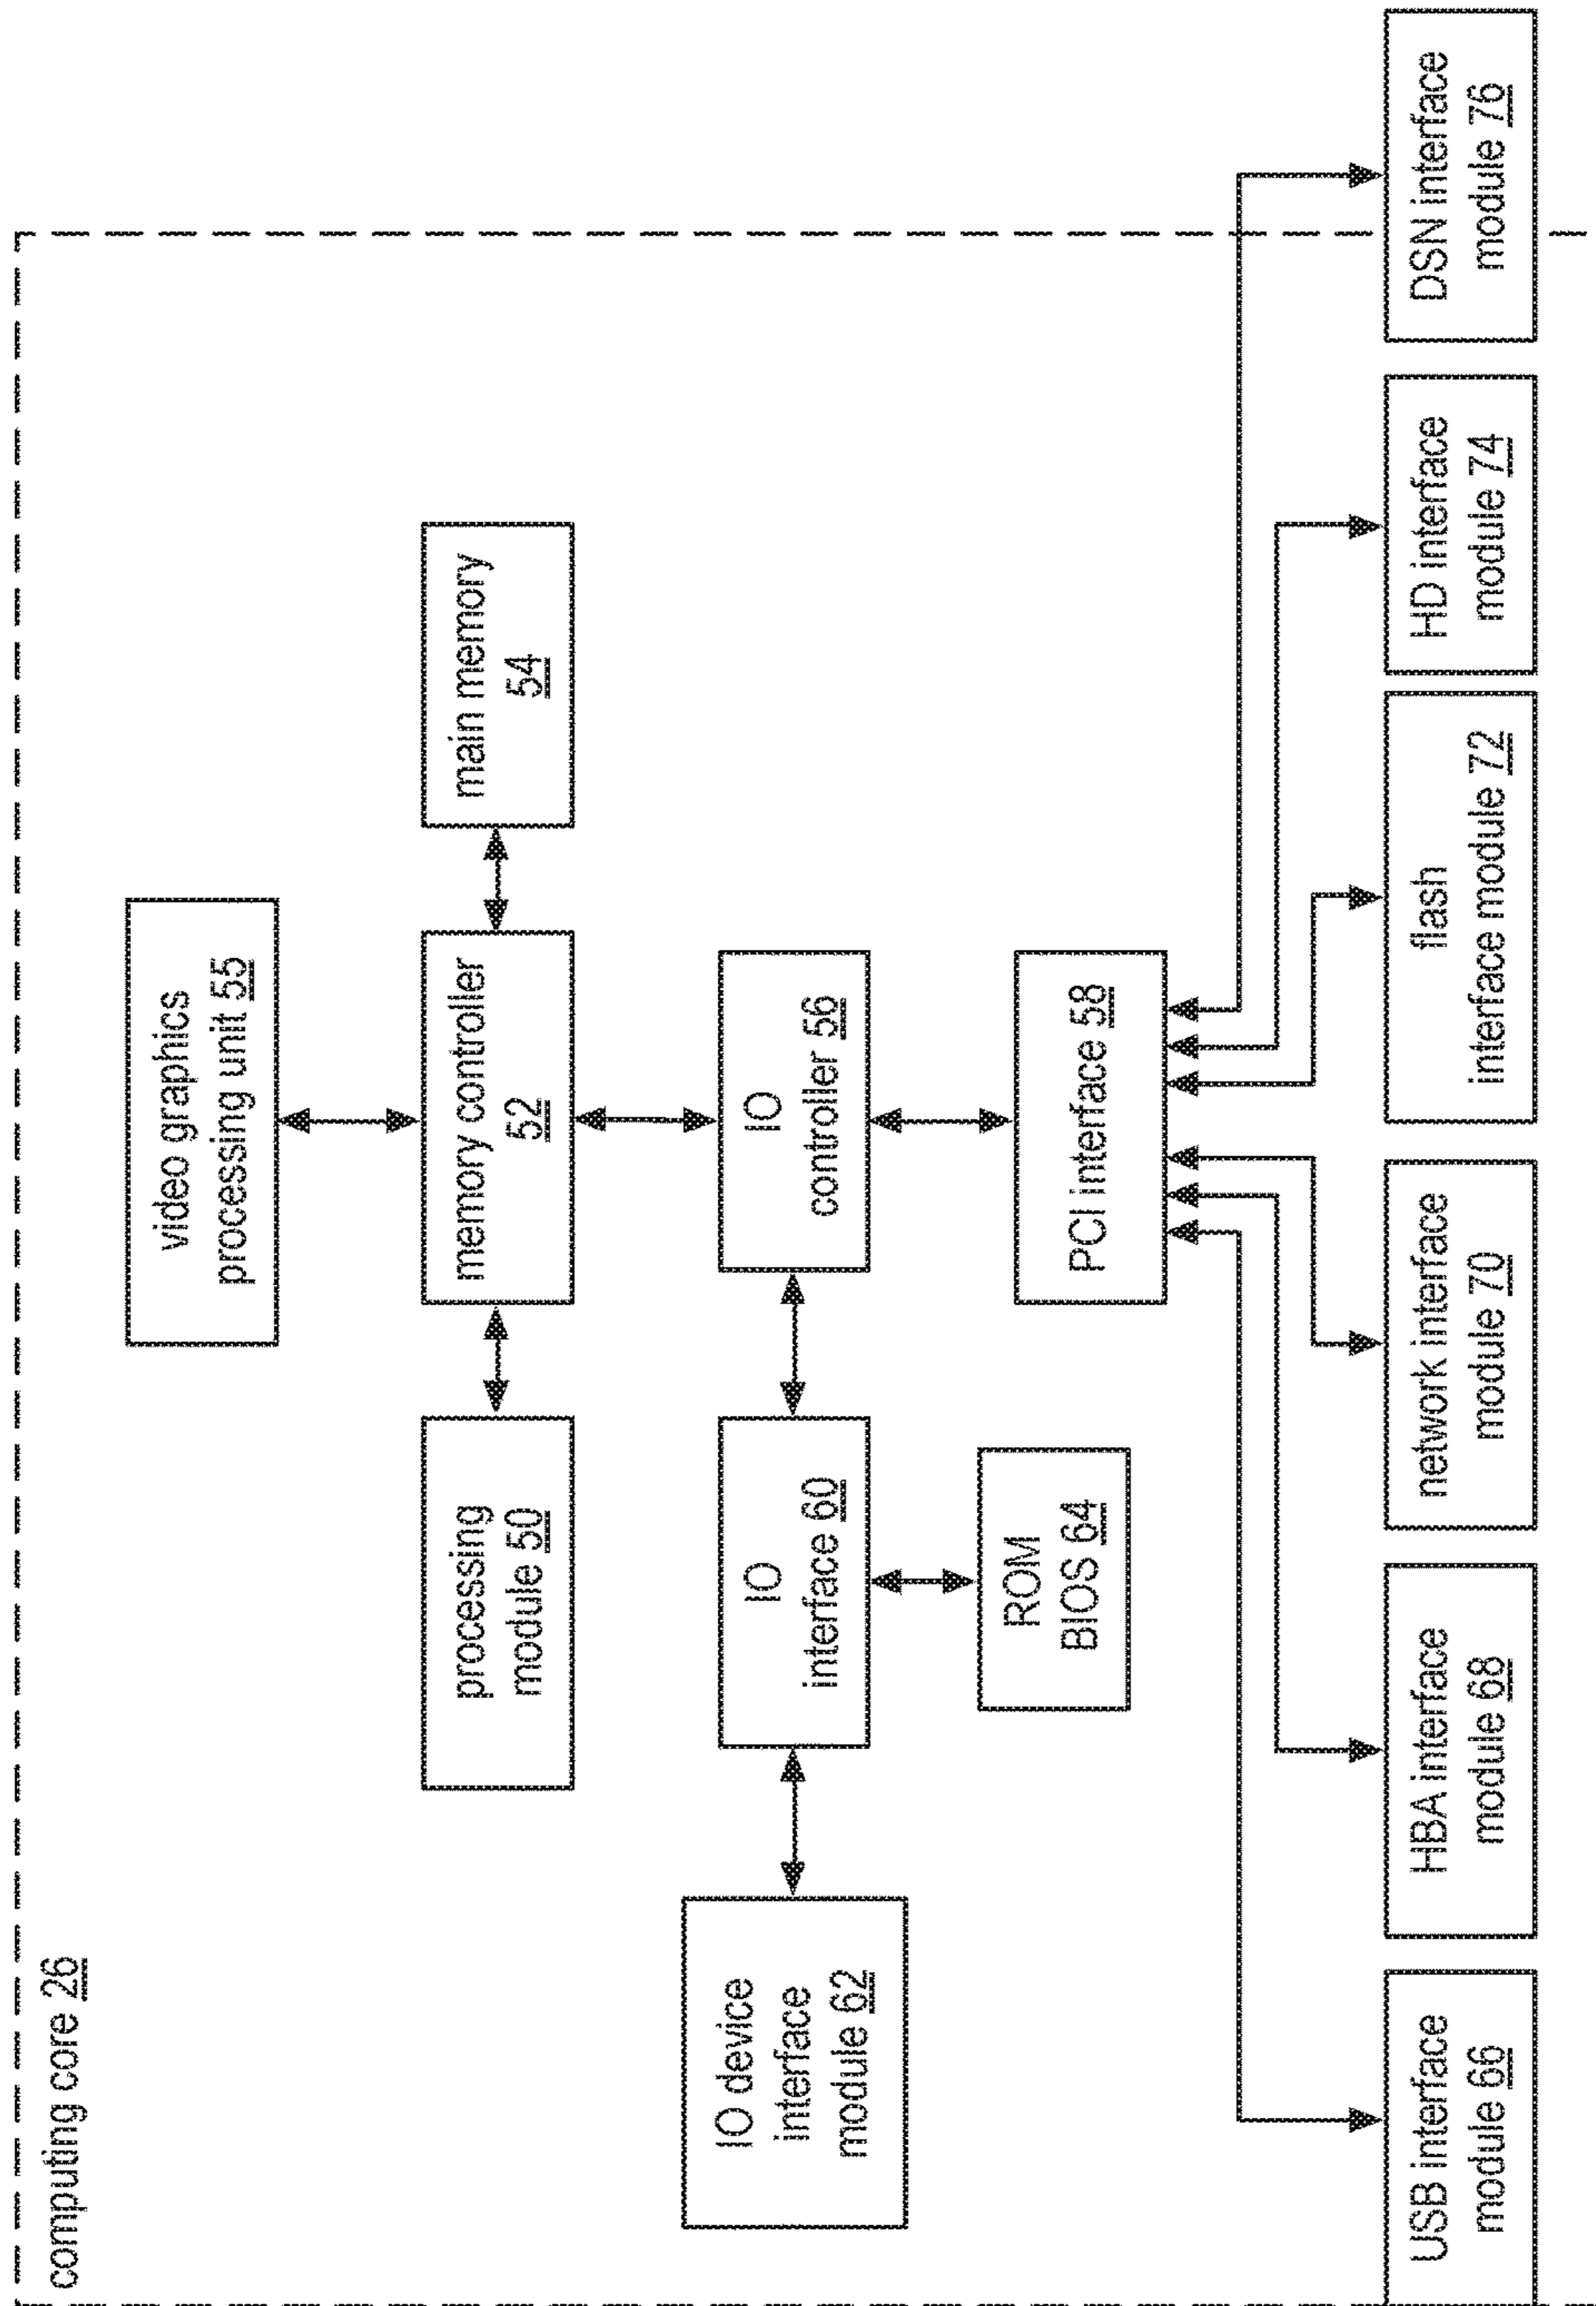 computing core 26
video graphics
processing unit 55
processing
module 50
memory controller
52
main memory
54
IO device
interface
module 62
IO
interface 60
IO
controller 56
ROM
BIOS 64
PCI interface 58
USB interface
module 66
HBA interface
module 68
network interface
module 70
flash
interface module 72
HD interface
module 74
DSN interface
module 76